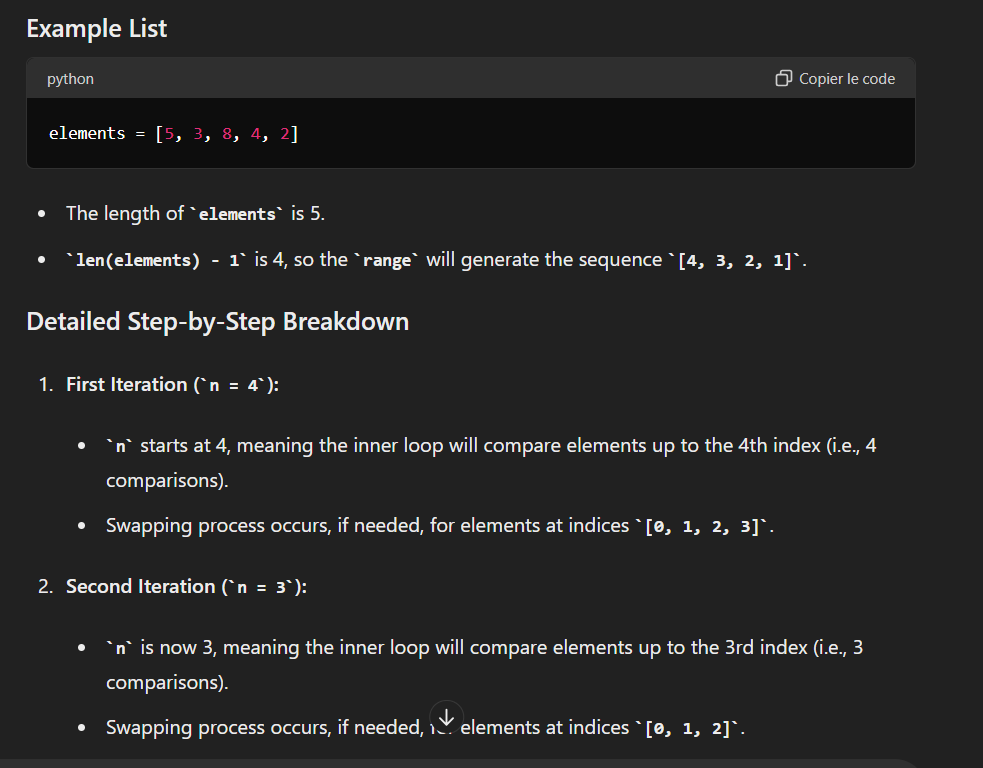 Example List
python
Copier le code
elements = [5, 3, 8, 4, 2]
• The length of `elements` is 5.
• `len(elements) - 1` is 4, so the `range` will generate the sequence `[4, 3, 2, 1]`.
Detailed Step-by-Step Breakdown
1. First Iteration (`n = 4`):
• `n` starts at 4, meaning the inner loop will compare elements up to the 4th index (i.e., 4
comparisons).
• Swapping process occurs, if needed, for elements at indices `[0, 1, 2, 3]`.
2. Second Iteration (`n = 3`):
• `n` is now 3, meaning the inner loop will compare elements up to the 3rd index (i.e., 3
comparisons).
• Swapping process occurs, if needed, elements at indices `[0, 1, 2]`.